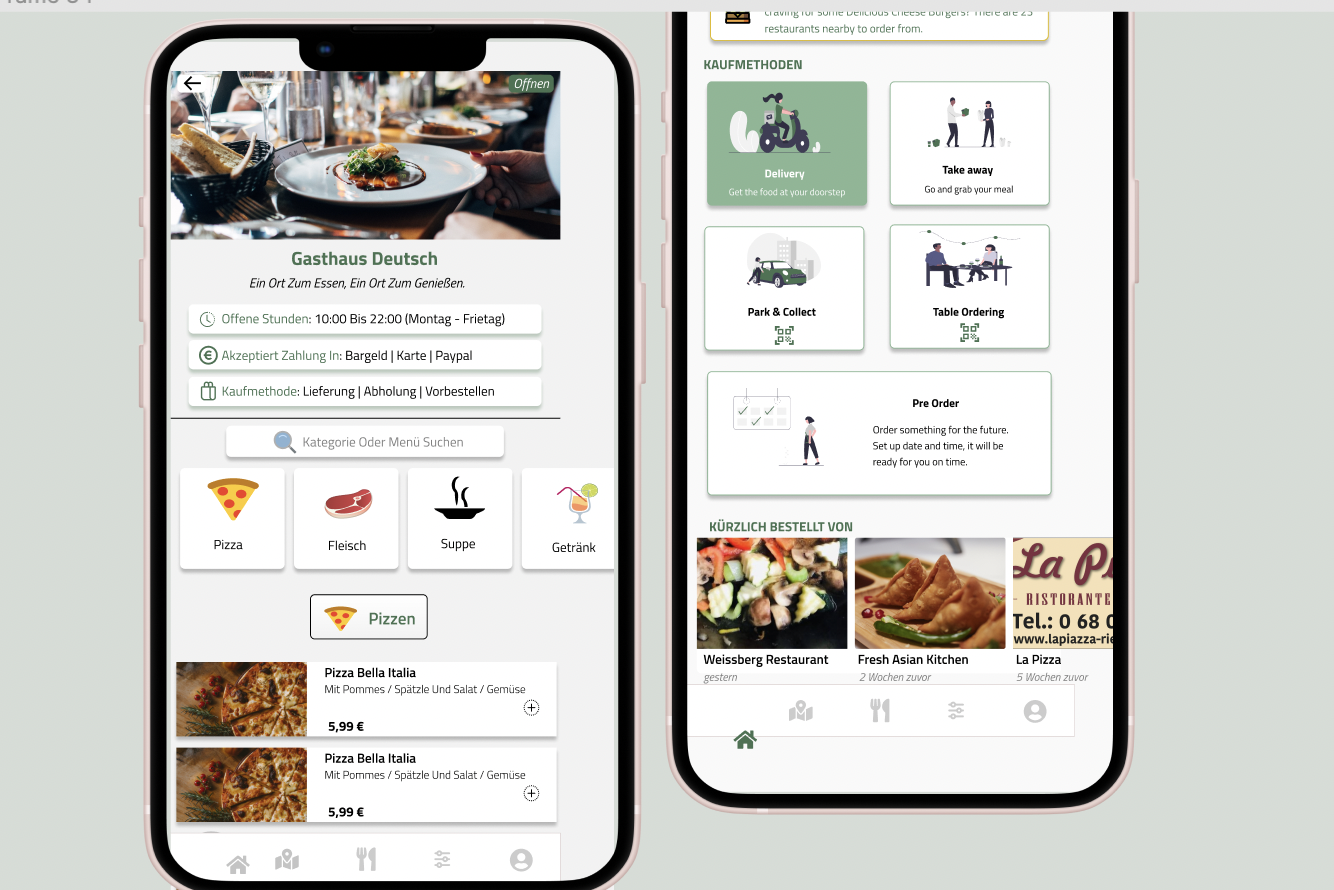 Offnen
Gasthaus Deutsch
Ein Ort Zum Essen, Ein Ort Zum Genießen.
Offene Stunden: 10:00 Bis 22:00 (Montag - Frietag)
Akzeptiert Zahlung In: Bargeld | Karte | Paypal
Kaufmethode: Lieferung | Abholung | Vorbestellen
Kategorie Oder Menü Suchen
Pizza
Fleisch
Suppe
Getränk
Pizzen
Pizza Bella Italia
Mit Pommes / Spätzle Und Salat / Gemüse
5,99 €
Pizza Bella Italia
Mit Pommes / Spätzle Und Salat / Gemüse
5,99 €
craving for some Delicious Cheese Burgers? There are 25
restaurants nearby to order from.
KAUFMETHODEN
Delivery
Get the food at your doorstep
Take away
Go and grab your meal
Park & Collect
Table Ordering
Pre Order
Order something for the future.
Set up date and time, it will be
ready for you on time.
KÜRZLICH BESTELLT VON
La P
- RISTORANTE
Tel.: 0 68 0
www.lapiazza-rie
Weissberg Restaurant
gestern
Fresh Asian Kitchen
2 Wochen zuvor
La Pizza
5 Wochen zuvor